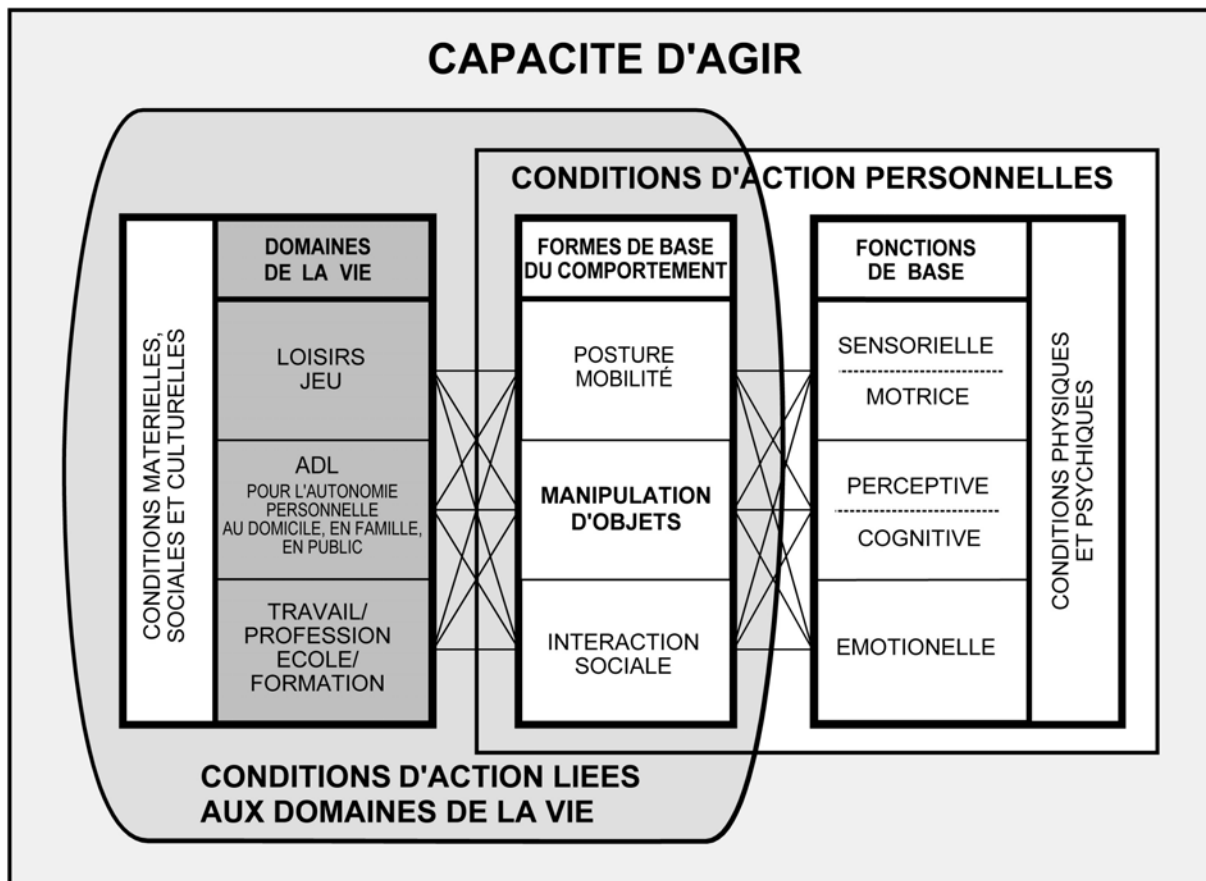 CAPACITE D'AGIR
CONDITIONS D'ACTION PERSONNELLES
CONDITIONS MATERIELLES,
SOCIALES ET CULTURELLES
DOMAINES
DE LA VIE
LOISIRS
JEU
ADL
POUR L'AUTONOMIE
PERSONNELLE
AU DOMICILE, EN FAMILLE,
EN PUBLIC
TRAVAIL/
PROFESSION
ECOLE/
FORMATION
FORMES DE BASE
DU COMPORTEMENT
POSTURE
MOBILITÉ
MANIPULATION
D'OBJETS
INTERACTION
SOCIALE
FONCTIONS
DE BASE
SENSORIELLE
MOTRICE
PERCEPTIVE
COGNITIVE
EMOTIONELLE
CONDITIONS PHYSIQUES
ET PSYCHIQUES
CONDITIONS D'ACTION LIEES
AUX DOMAINES DE LA VIE